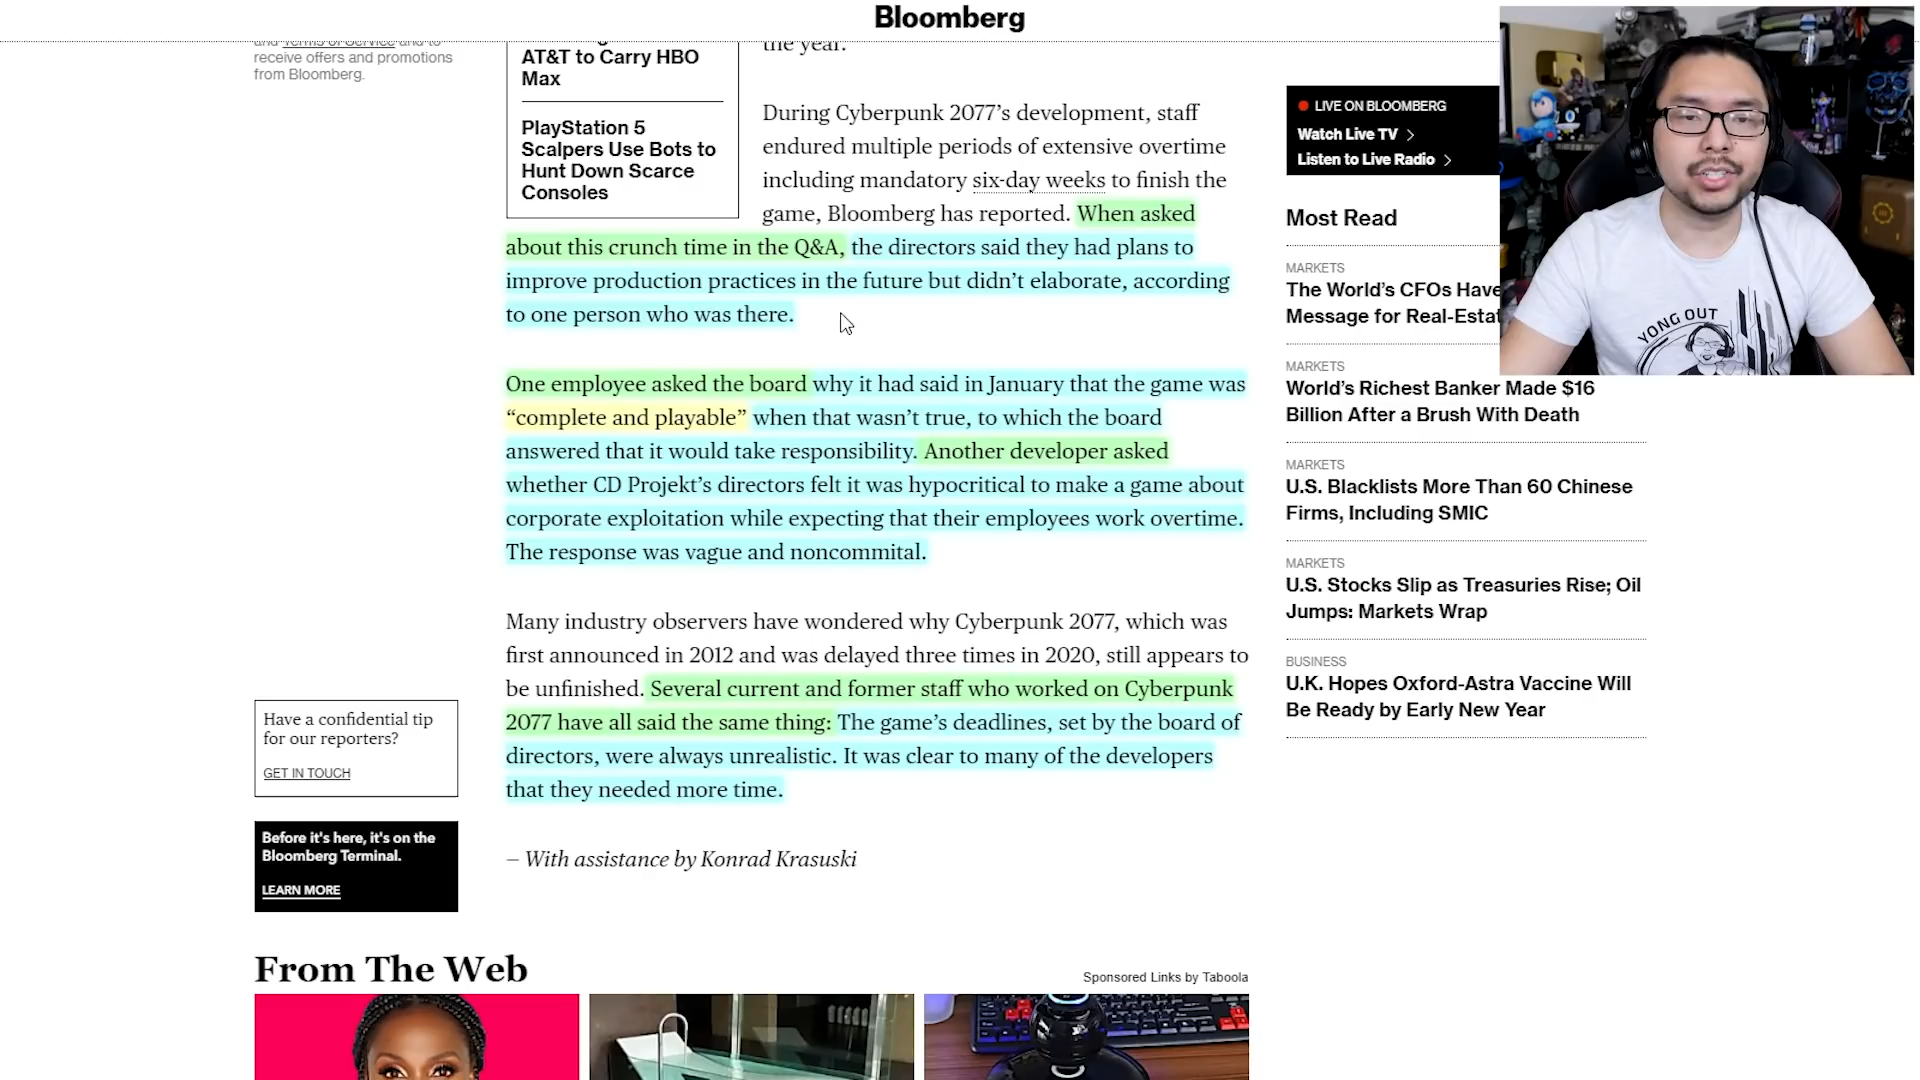 Bloomberg
and Terms of Service and to
receive offers and promotions
from Bloomberg.
AT&T to Carry HBO
Max
PlayStation 5
Scalpers Use Bots to
Hunt Down Scarce
Consoles
the year.
During Cyberpunk 2077’s development, staff
endured multiple periods of extensive overtime
including mandatory six-day weeks to finish the
game, Bloomberg has reported. When asked
about this crunch time in the Q&A, the directors said they had plans to
improve production practices in the future but didn’t elaborate, according
to one person who was there.
One employee asked the board why it had said in January that the game was
“complete and playable” when that wasn’t true, to which the board
answered that it would take responsibility. Another developer asked
whether CD Projekt’s directors felt it was hypocritical to make a game about
corporate exploitation while expecting that their employees work overtime.
The response was vague and noncommital.
Many industry observers have wondered why Cyberpunk 2077, which was
first announced in 2012 and was delayed three times in 2020, still appears to
be unfinished. Several current and former staff who worked on Cyberpunk
2077 have all said the same thing: The game’s deadlines, set by the board of
directors, were always unrealistic. It was clear to many of the developers
that they needed more time.
– With assistance by Konrad Krasuski
Have a confidential tip
for our reporters?
GET IN TOUCH
Before it's here, it's on the
Bloomberg Terminal.
LEARN MORE
From The Web
Sponsored Links by Taboola
LIVE ON BLOOMBERG
Watch Live TV >
Listen to Live Radio >
Most Read
MARKETS
The World’s CFOs Have
Message for Real-Estat
MARKETS
World’s Richest Banker Made $16
Billion After a Brush With Death
MARKETS
U.S. Blacklists More Than 60 Chinese
Firms, Including SMIC
MARKETS
U.S. Stocks Slip as Treasuries Rise; Oil
Jumps: Markets Wrap
BUSINESS
U.K. Hopes Oxford-Astra Vaccine Will
Be Ready by Early New Year
YONG OUT